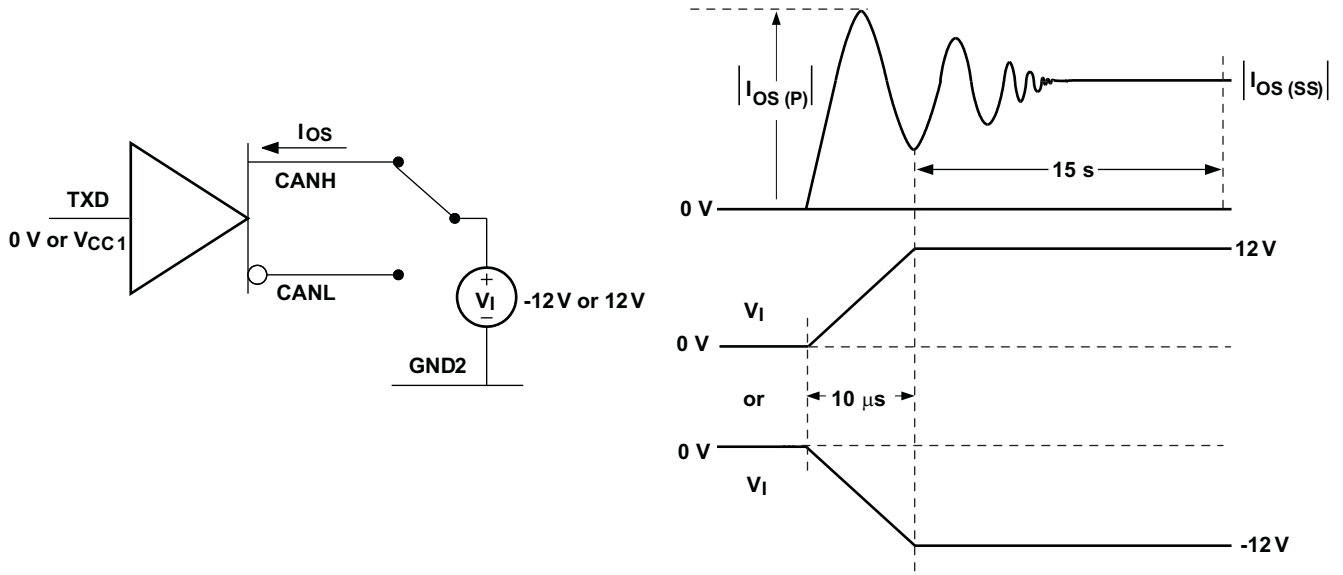 TXD
0 V or VCC1
IOS
CANH
CANL
+
VI
–
-12 V or 12 V
GND2
|IOS (P)|
|IOS (SS)|
15 s
0 V
12 V
VI
0 V
or
10 μs
0 V
VI
-12 V